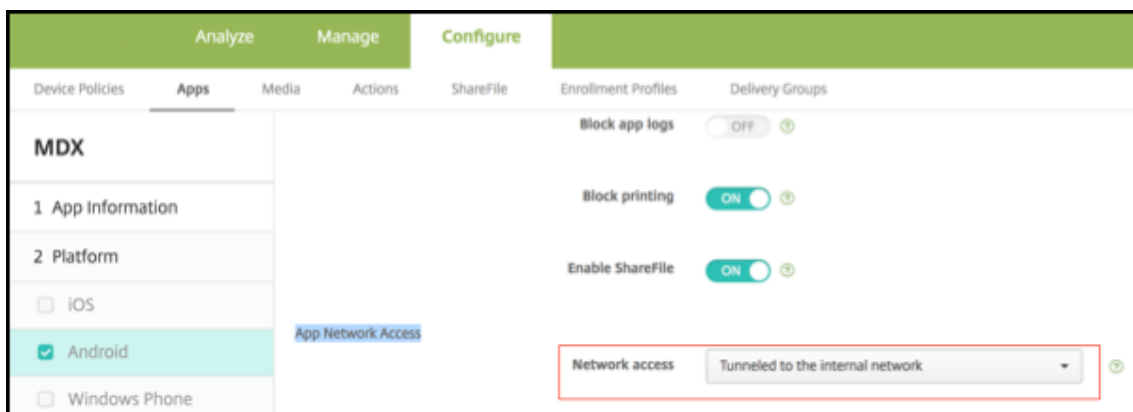 Analyze Manage Configure
Device Policies Apps Media Actions ShareFile Enrollment Profiles Delivery Groups
MDX
1 App Information
2 Platform
iOS
Android
Windows Phone
Block app logs OFF ?
Block printing ON ?
Enable ShareFile ON ?
App Network Access
Network access Tunneled to the internal network ?